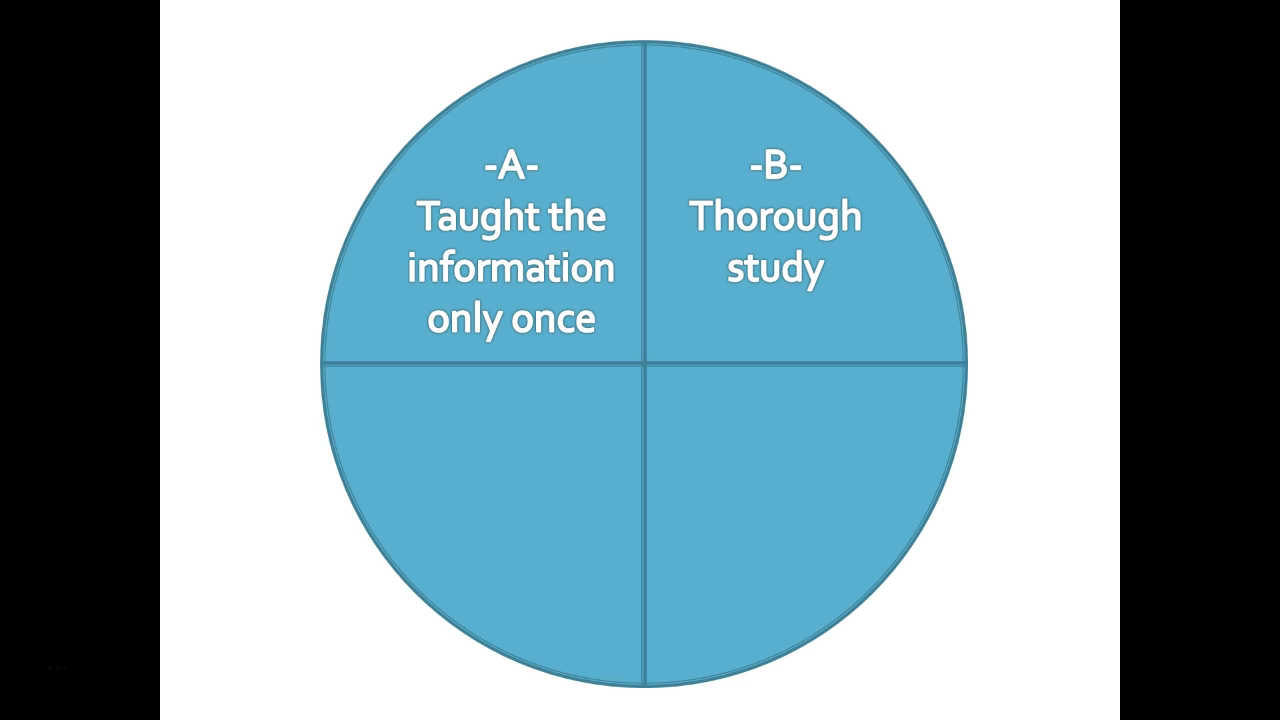 -A-
Taught the
information
only once
-B-
Thorough
study